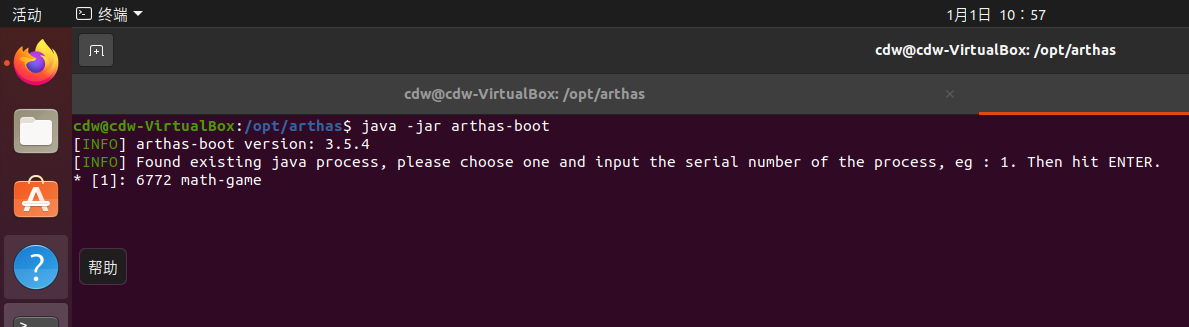 活动 终端 1月1日 10：57
cdw@cdw-VirtualBox: /opt/arthas
cdw@cdw-VirtualBox: /opt/arthas ×
cdw@cdw-VirtualBox:/opt/arthas$ java -jar arthas-boot
[INFO] arthas-boot version: 3.5.4
[INFO] Found existing java process, please choose one and input the serial number of the process, eg : 1. Then hit ENTER.
* [1]: 6772 math-game
帮助